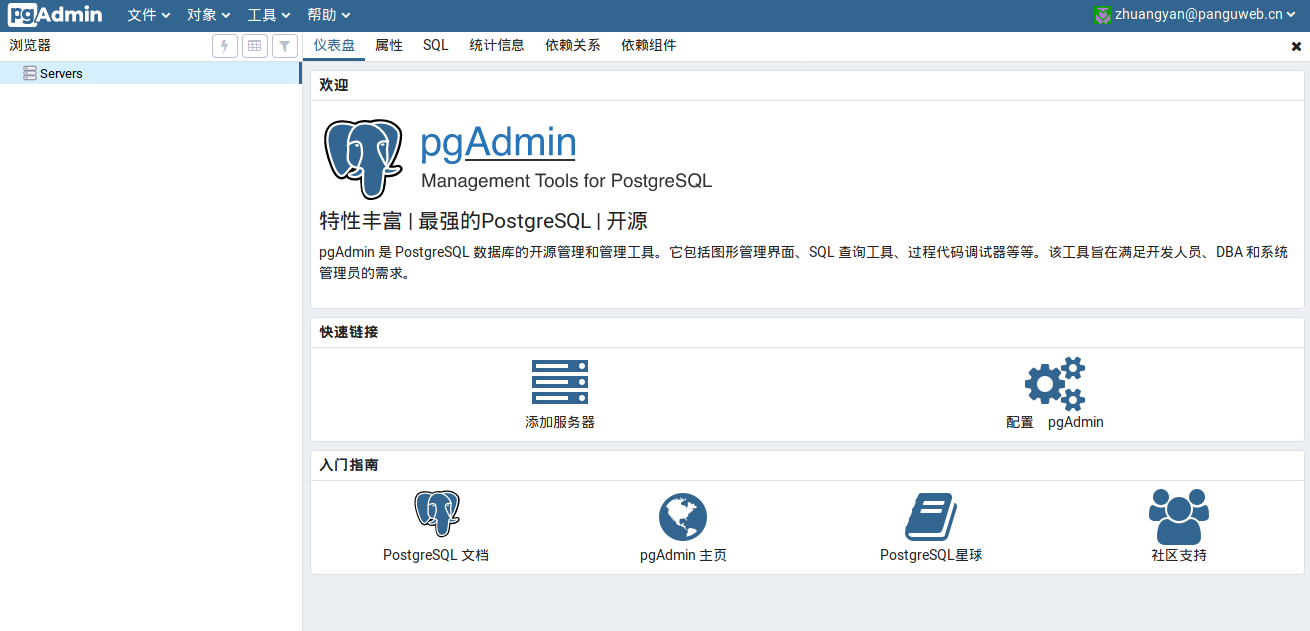 pgAdmin 文件 对象 工具 帮助 zhuangyan@panguweb.cn
浏览器 仪表盘 属性 SQL 统计信息 依赖关系 依赖组件
Servers
欢迎
pgAdmin
Management Tools for PostgreSQL
特性丰富 | 最强的PostgreSQL | 开源
pgAdmin 是 PostgreSQL 数据库的开源管理和管理工具。它包括图形管理界面、SQL 查询工具、过程代码调试器等等。该工具旨在满足开发人员、DBA 和系统
管理员的需求。
快速链接
添加服务器 配置 pgAdmin
入门指南
PostgreSQL 文档 pgAdmin 主页 PostgreSQL星球 社区支持